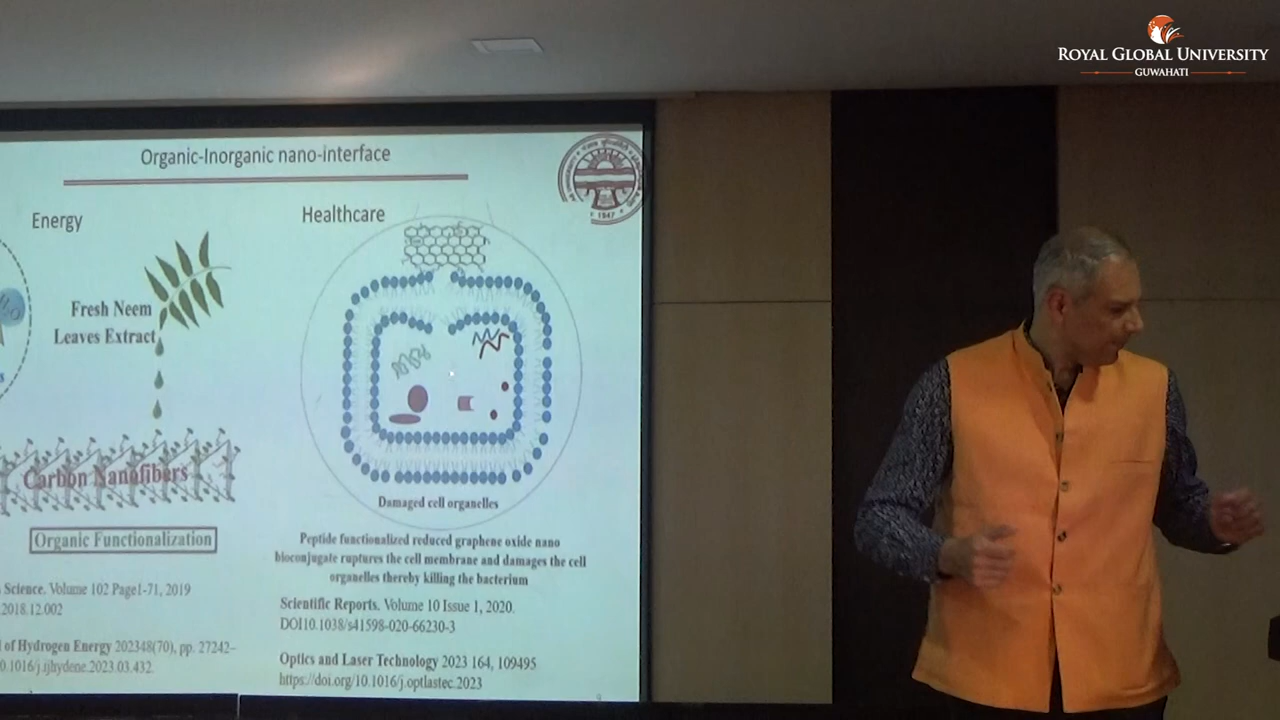 ROYAL GLOBAL UNIVERSITY
GUWAHATI
Organic-Inorganic nano-interface
1947
Energy
Healthcare
Fresh Neem
Leaves Extract
Carbon Nanofibers
Organic Functionalization
Science. Volume 102 Page1-71, 2019
2018.12.002
of Hydrogen Energy 202348(70), pp. 27242–
0.1016/j.ijhydene.2023.03.432.
Damaged cell organelles
Peptide functionalized reduced graphene oxide nano
bioconjugate ruptures the cell membrane and damages the cell
organelles thereby killing the bacterium
Scientific Reports. Volume 10 Issue 1, 2020.
DOI10.1038/s41598-020-66230-3
Optics and Laser Technology 2023 164, 109495
https://doi.org/10.1016/j.optlastec.2023